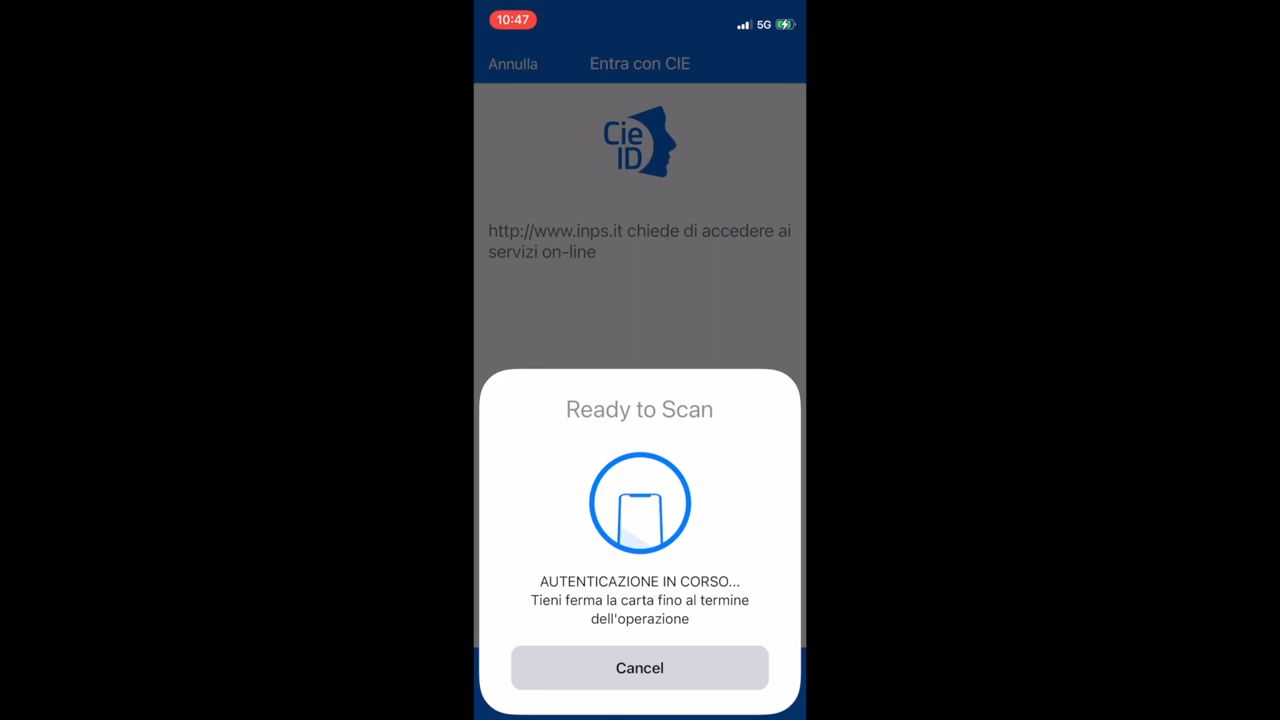 10:47
5G
Annulla
Entra con CIE
Cie
ID
http://www.inps.it chiede di accedere ai
servizi on-line
Ready to Scan
AUTENTICAZIONE IN CORSO...
Tieni ferma la carta fino al termine
dell'operazione
Cancel